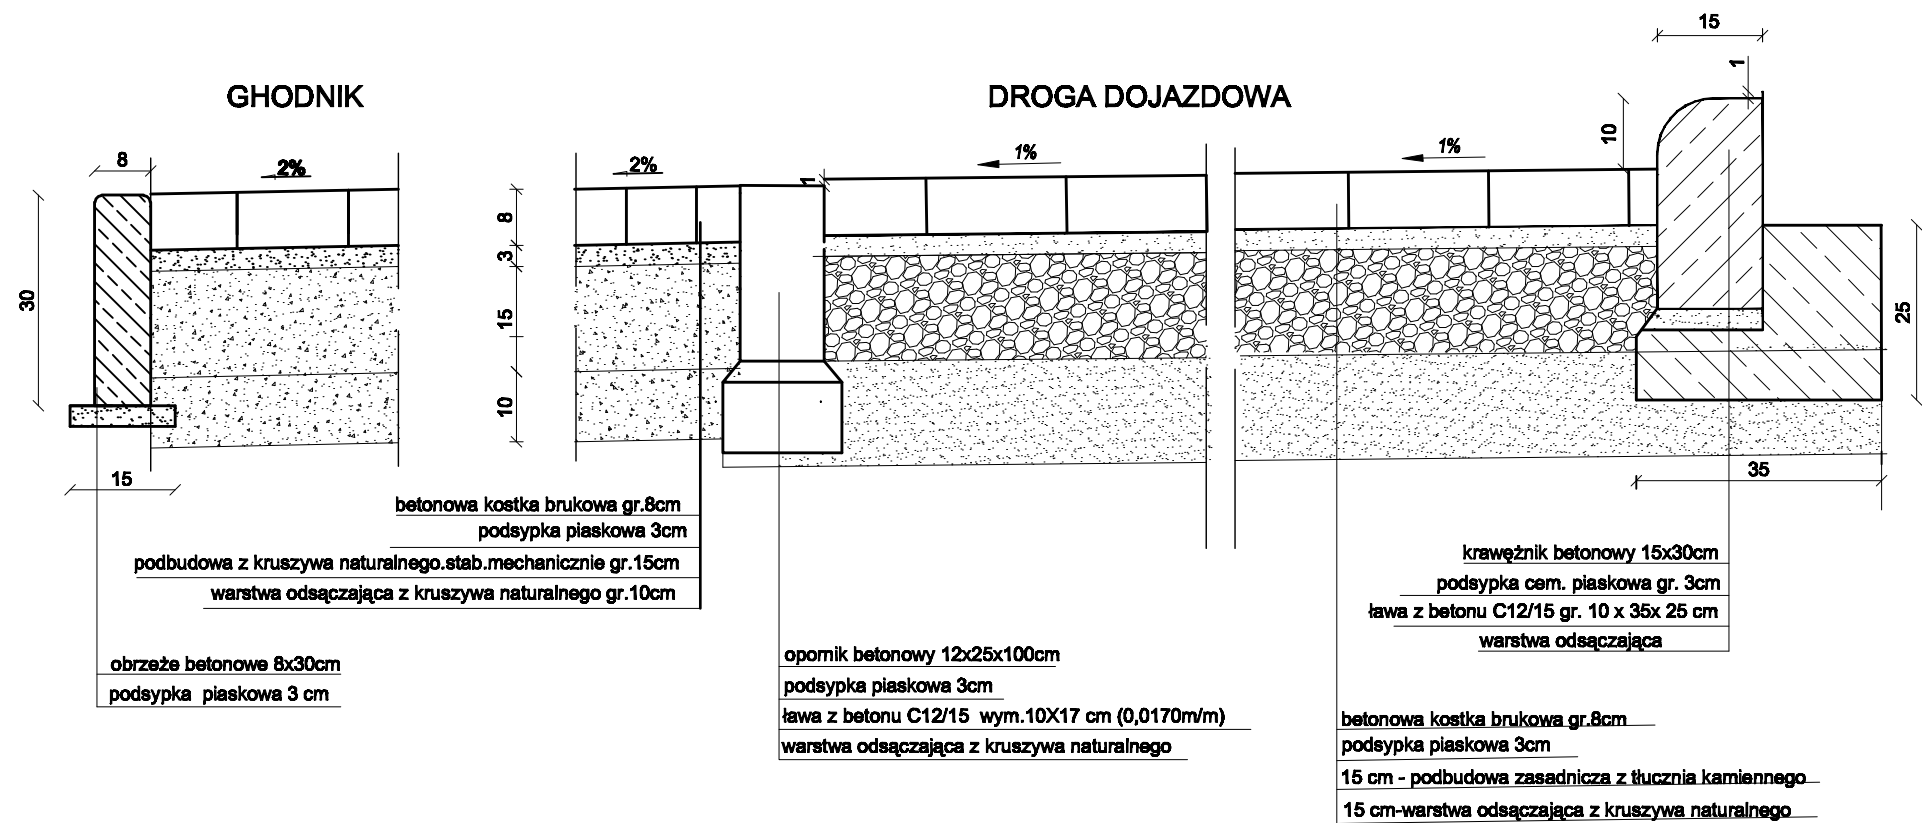 15
1
GHODNIK
DROGA DOJAZDOWA
10
8
2%
2%
1
1%
1%
30
8
3
15
10
25
15
35
betonowa kostka brukowa gr.8cm
podsypka piaskowa 3cm
podbudowa z kruszywa naturalnego.stab.mechanicznie gr.15cm
warstwa odsączająca z kruszywa naturalnego gr.10cm
krawężnik betonowy 15x30cm
podsypka cem. piaskowa gr. 3cm
ława z betonu C12/15 gr. 10 x 35x 25 cm
warstwa odsączająca
obrzeże betonowe 8x30cm
podsypka piaskowa 3 cm
opornik betonowy 12x25x100cm
podsypka piaskowa 3cm
ława z betonu C12/15 wym.10X17 cm (0,0170m/m)
warstwa odsączająca z kruszywa naturalnego
betonowa kostka brukowa gr.8cm
podsypka piaskowa 3cm
15 cm - podbudowa zasadnicza z tłucznia kamiennego
15 cm-warstwa odsączająca z kruszywa naturalnego